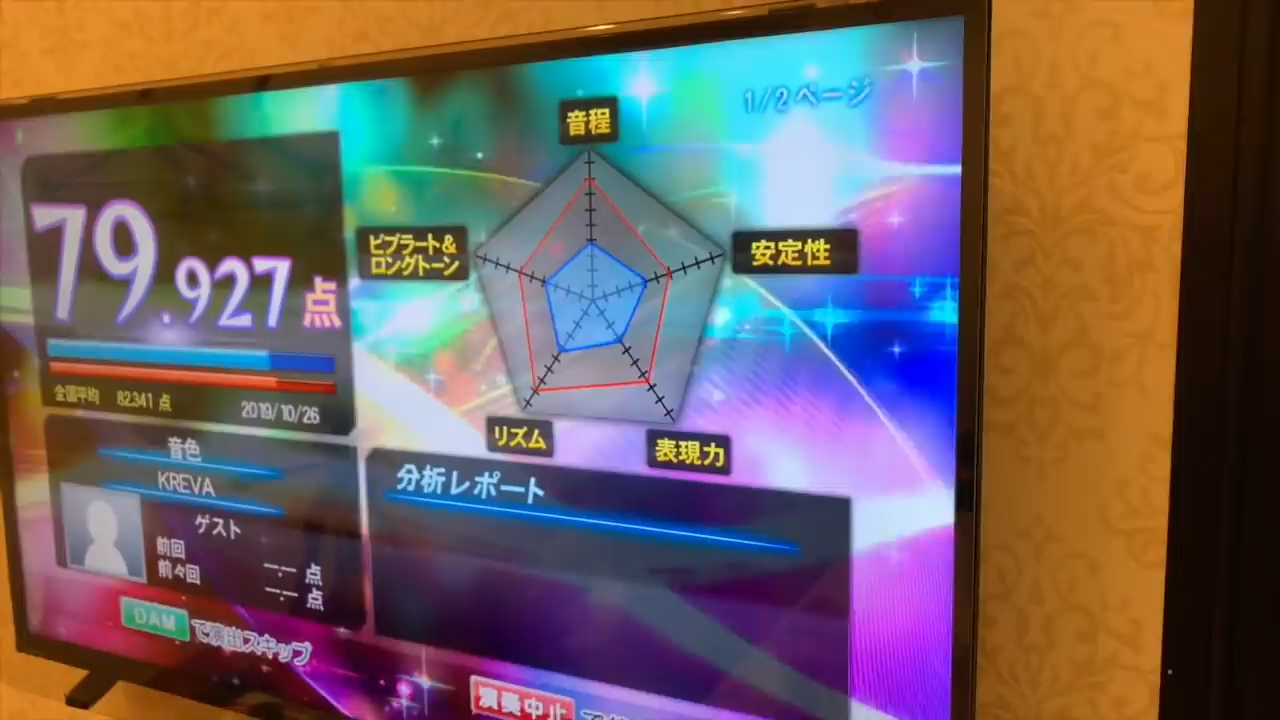 1/2ページ
音程
79.927点
ビブラート&
ロングトーン
安定性
全国平均 82.341 点
2019/10/26
リズム
表現力
音色
KREVA
ゲスト
前回 --.-- 点
前々回 --.-- 点
分析レポート
DAM で演出スキップ
演奏中止 で